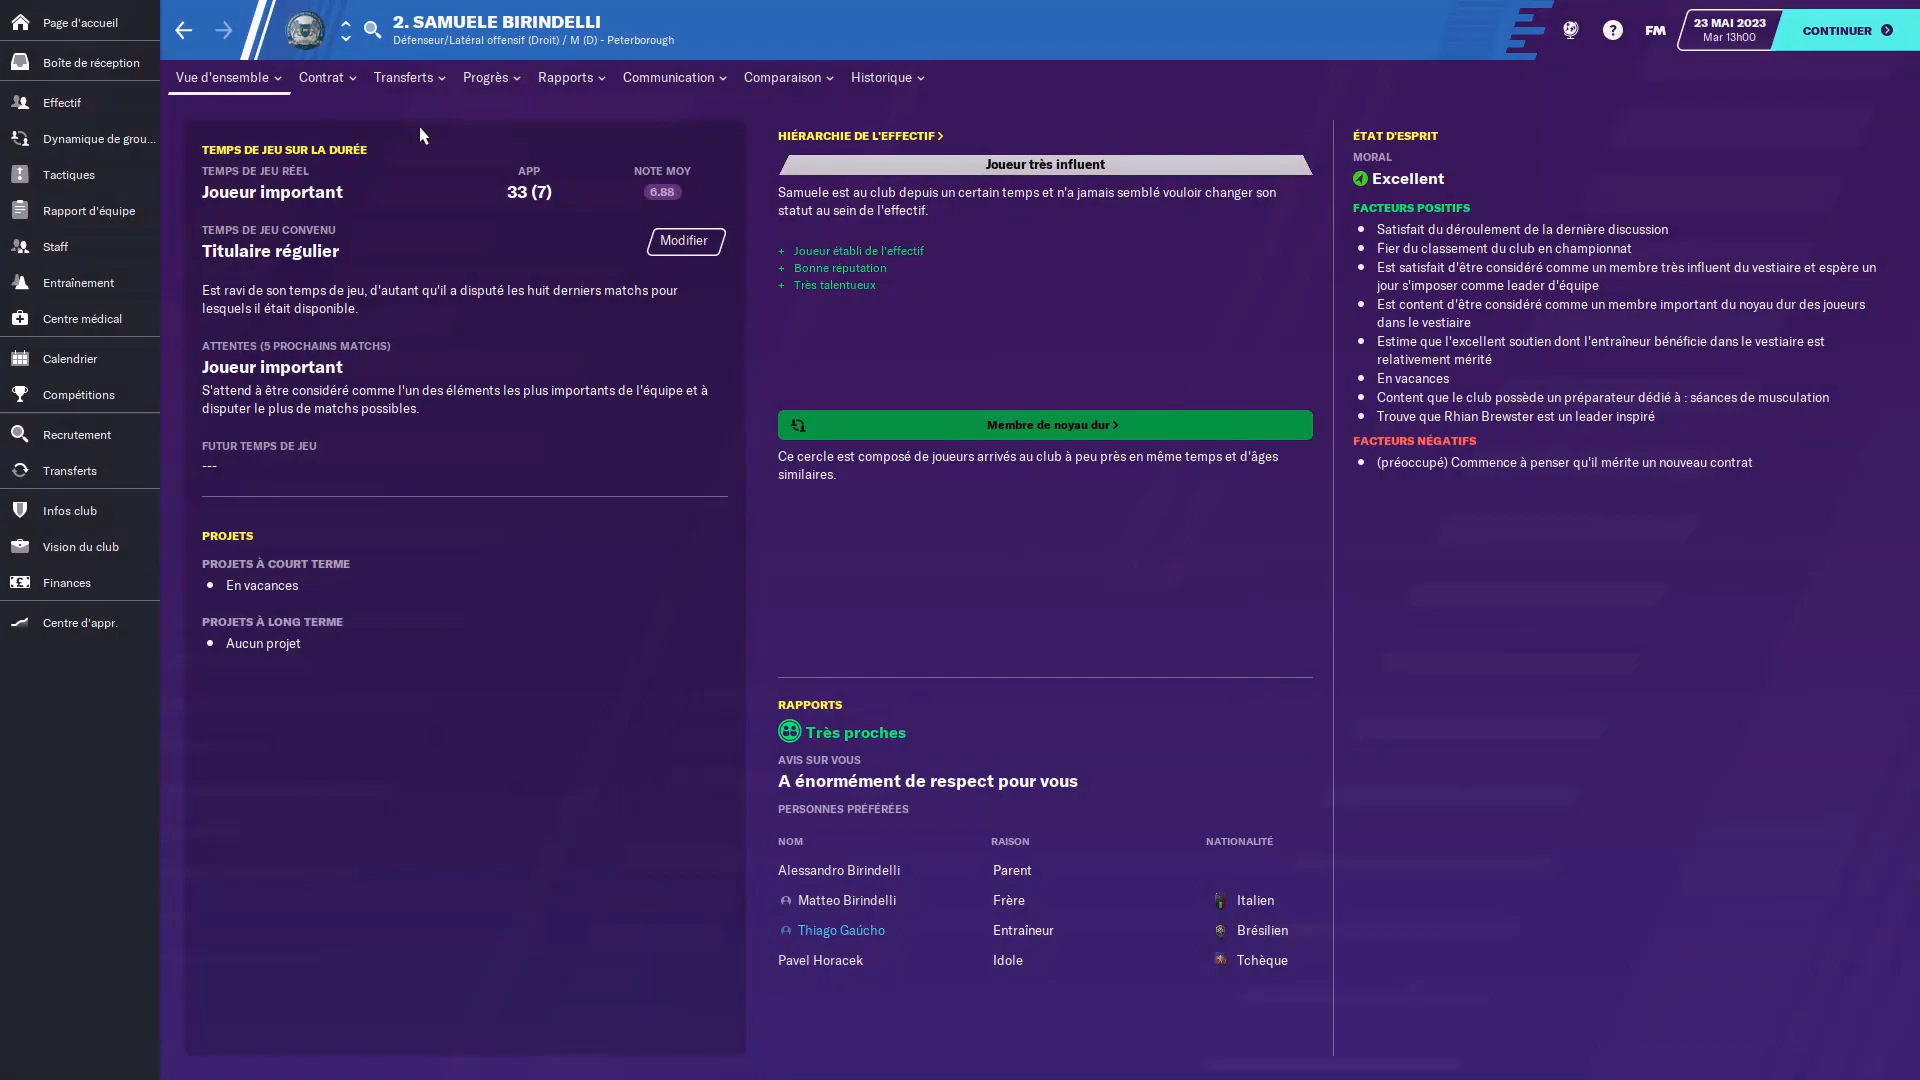 Page d'accueil
Boîte de réception
Effectif
Dynamique de grou...
Tactiques
Rapport d'équipe
Staff
Entraînement
Centre médical
Calendrier
Compétitions
Recrutement
Transferts
Infos club
Vision du club
Finances
Centre d'appr.
2. SAMUELE BIRINDELLI
Défenseur/Latéral offensif (Droit) / M (D) - Peterborough
FM
23 MAI 2023
Mar 13h00
CONTINUER
Vue d'ensemble
Contrat
Transferts
Progrès
Rapports
Communication
Comparaison
Historique
TEMPS DE JEU SUR LA DURÉE
TEMPS DE JEU RÉEL
APP
NOTE MOY
Joueur important
33 (7)
6.88
TEMPS DE JEU CONVENU
Titulaire régulier
Modifier
Est ravi de son temps de jeu, d'autant qu'il a disputé les huit derniers matchs pour
lesquels il était disponible.
ATTENTES (5 PROCHAINS MATCHS)
Joueur important
S'attend à être considéré comme l'un des éléments les plus importants de l'équipe et à
disputer le plus de matchs possibles.
FUTUR TEMPS DE JEU
---
PROJETS
PROJETS À COURT TERME
En vacances
PROJETS À LONG TERME
Aucun projet
HIÉRARCHIE DE L'EFFECTIF >
Joueur très influent
Samuele est au club depuis un certain temps et n'a jamais semblé vouloir changer son
statut au sein de l'effectif.
+ Joueur établi de l'effectif
+ Bonne réputation
+ Très talentueux
Membre de noyau dur >
Ce cercle est composé de joueurs arrivés au club à peu près en même temps et d'âges
similaires.
RAPPORTS
Très proches
AVIS SUR VOUS
A énormément de respect pour vous
PERSONNES PRÉFÉRÉES
NOM
RAISON
NATIONALITÉ
Alessandro Birindelli
Parent
Matteo Birindelli
Frère
Italien
Thiago Gaúcho
Entraîneur
Brésilien
Pavel Horacek
Idole
Tchèque
ÉTAT D'ESPRIT
MORAL
Excellent
FACTEURS POSITIFS
Satisfait du déroulement de la dernière discussion
Fier du classement du club en championnat
Est satisfait d'être considéré comme un membre très influent du vestiaire et espère un
jour s'imposer comme leader d'équipe
Est content d'être considéré comme un membre important du noyau dur des joueurs
dans le vestiaire
Estime que l'excellent soutien dont l'entraîneur bénéficie dans le vestiaire est
relativement mérité
En vacances
Content que le club possède un préparateur dédié à : séances de musculation
Trouve que Rhian Brewster est un leader inspiré
FACTEURS NÉGATIFS
(préoccupé) Commence à penser qu'il mérite un nouveau contrat